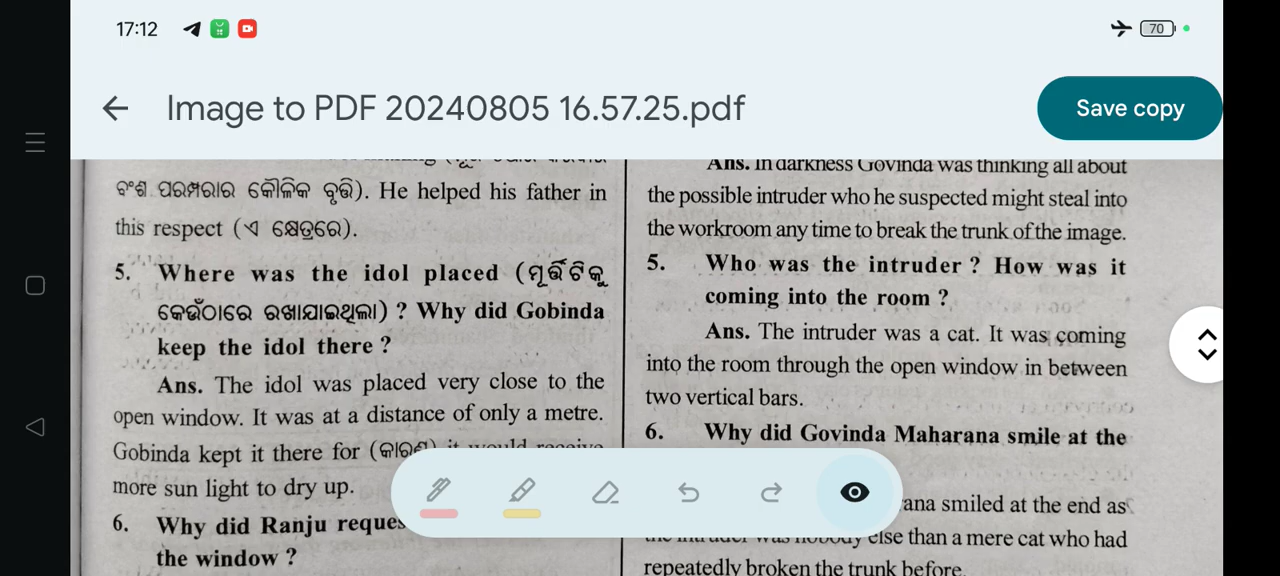 17:12
70
Image to PDF 20240805 16.57.25.pdf
Save copy
ବଂଶ ପରମ୍ପରାର କୌଳିକ ବୃତ୍ତି). He helped his father in
this respect (ଏ କ୍ଷେତ୍ରରେ).
5. Where was the idol placed (ମୂର୍ତ୍ତିଟିକୁ
କେଉଁଠାରେ ରଖାଯାଇଥିଲା) ? Why did Gobinda
keep the idol there ?
Ans. The idol was placed very close to the
open window. It was at a distance of only a metre.
Gobinda kept it there for (କାରଣ) it would receive
more sun light to dry up.
6. Why did Ranju
the window ?
Ans. In darkness Govinda was thinking all about
the possible intruder who he suspected might steal into
the workroom any time to break the trunk of the image.
5. Who was the intruder ? How was it
coming into the room ?
Ans. The intruder was a cat. It was coming
into the room through the open window in between
two vertical bars.
6. Why did Govinda Maharana smile at the
smiled at the end as
the intruder was nobody else than a mere cat who had
repeatedly broken the trunk before.